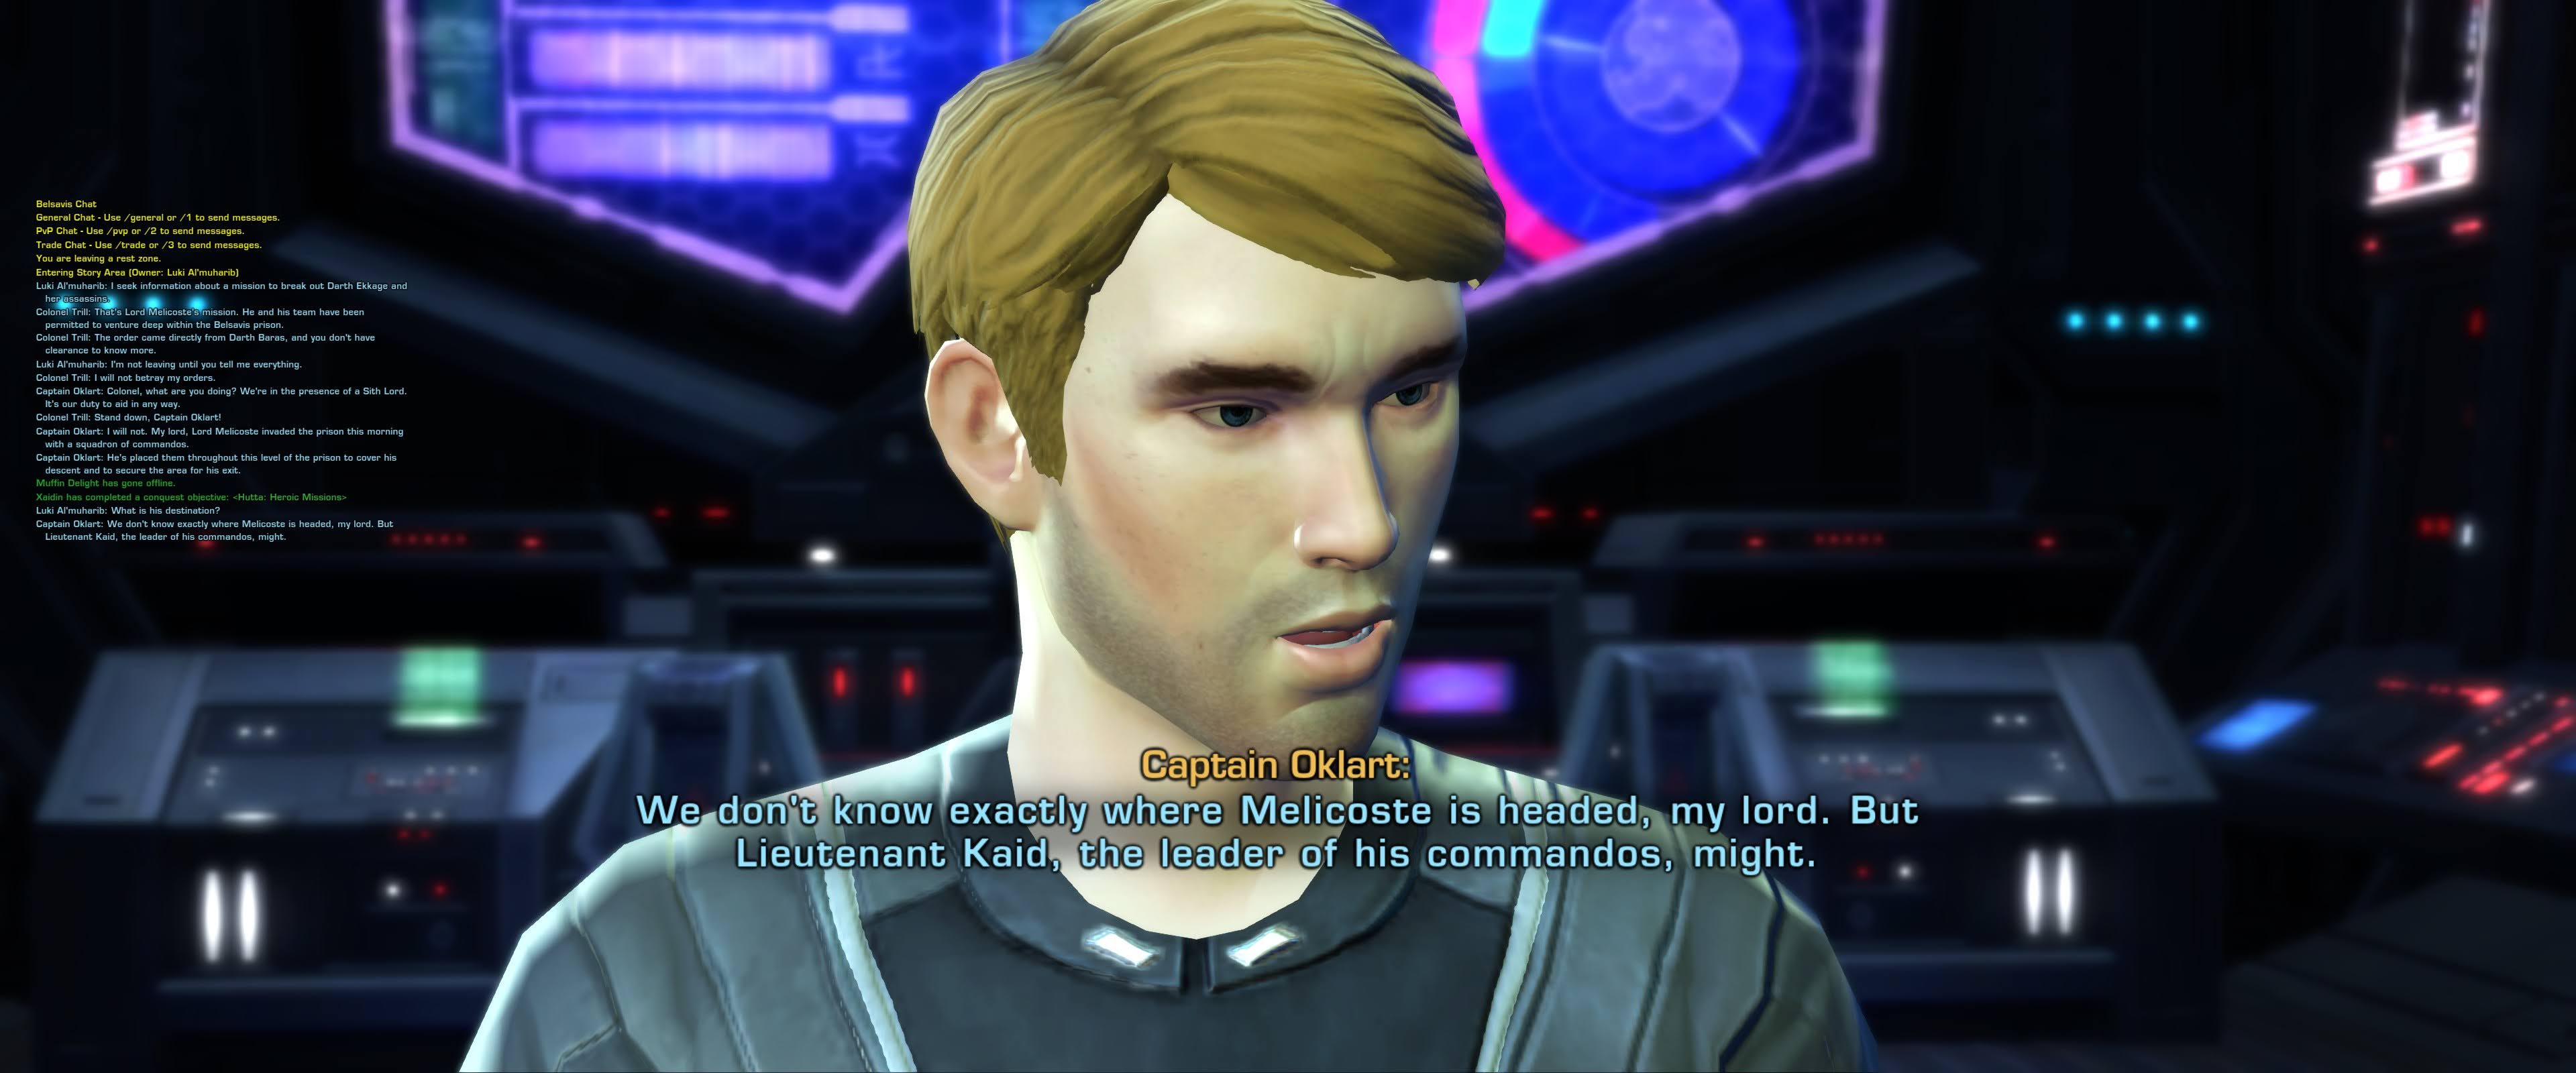 Belsavis Chat
General Chat - Use /general or /1 to send messages.
PvP Chat - Use /pvp or /2 to send messages.
Trade Chat - Use /trade or /3 to send messages.
You are leaving a rest zone.
Entering Story Area (Owner: Luki Al'muharib)
Luki Al'muharib: I seek information about a mission to break out Darth Ekkage and
her assassins.
Colonel Trill: That's Lord Melicoste's mission. He and his team have been
permitted to venture deep within the Belsavis prison.
Colonel Trill: The order came directly from Darth Baras, and you don't have
clearance to know more.
Luki Al'muharib: I'm not leaving until you tell me everything.
Colonel Trill: I will not betray my orders.
Captain Oklart: Colonel, what are you doing? We're in the presence of a Sith Lord.
It's our duty to aid in any way.
Colonel Trill: Stand down, Captain Oklart!
Captain Oklart: I will not. My lord, Lord Melicoste invaded the prison this morning
with a squadron of commandos.
Captain Oklart: He's placed them throughout this level of the prison to cover his
descent and to secure the area for his exit.
Muffin Delight has gone offline.
Xaidin has completed a conquest objective: <Hutta: Heroic Missions>
Luki Al'muharib: What is his destination?
Captain Oklart: We don't know exactly where Melicoste is headed, my lord. But
Lieutenant Kaid, the leader of his commandos, might.
Captain Oklart:
We don't know exactly where Melicoste is headed, my lord. But
Lieutenant Kaid, the leader of his commandos, might.